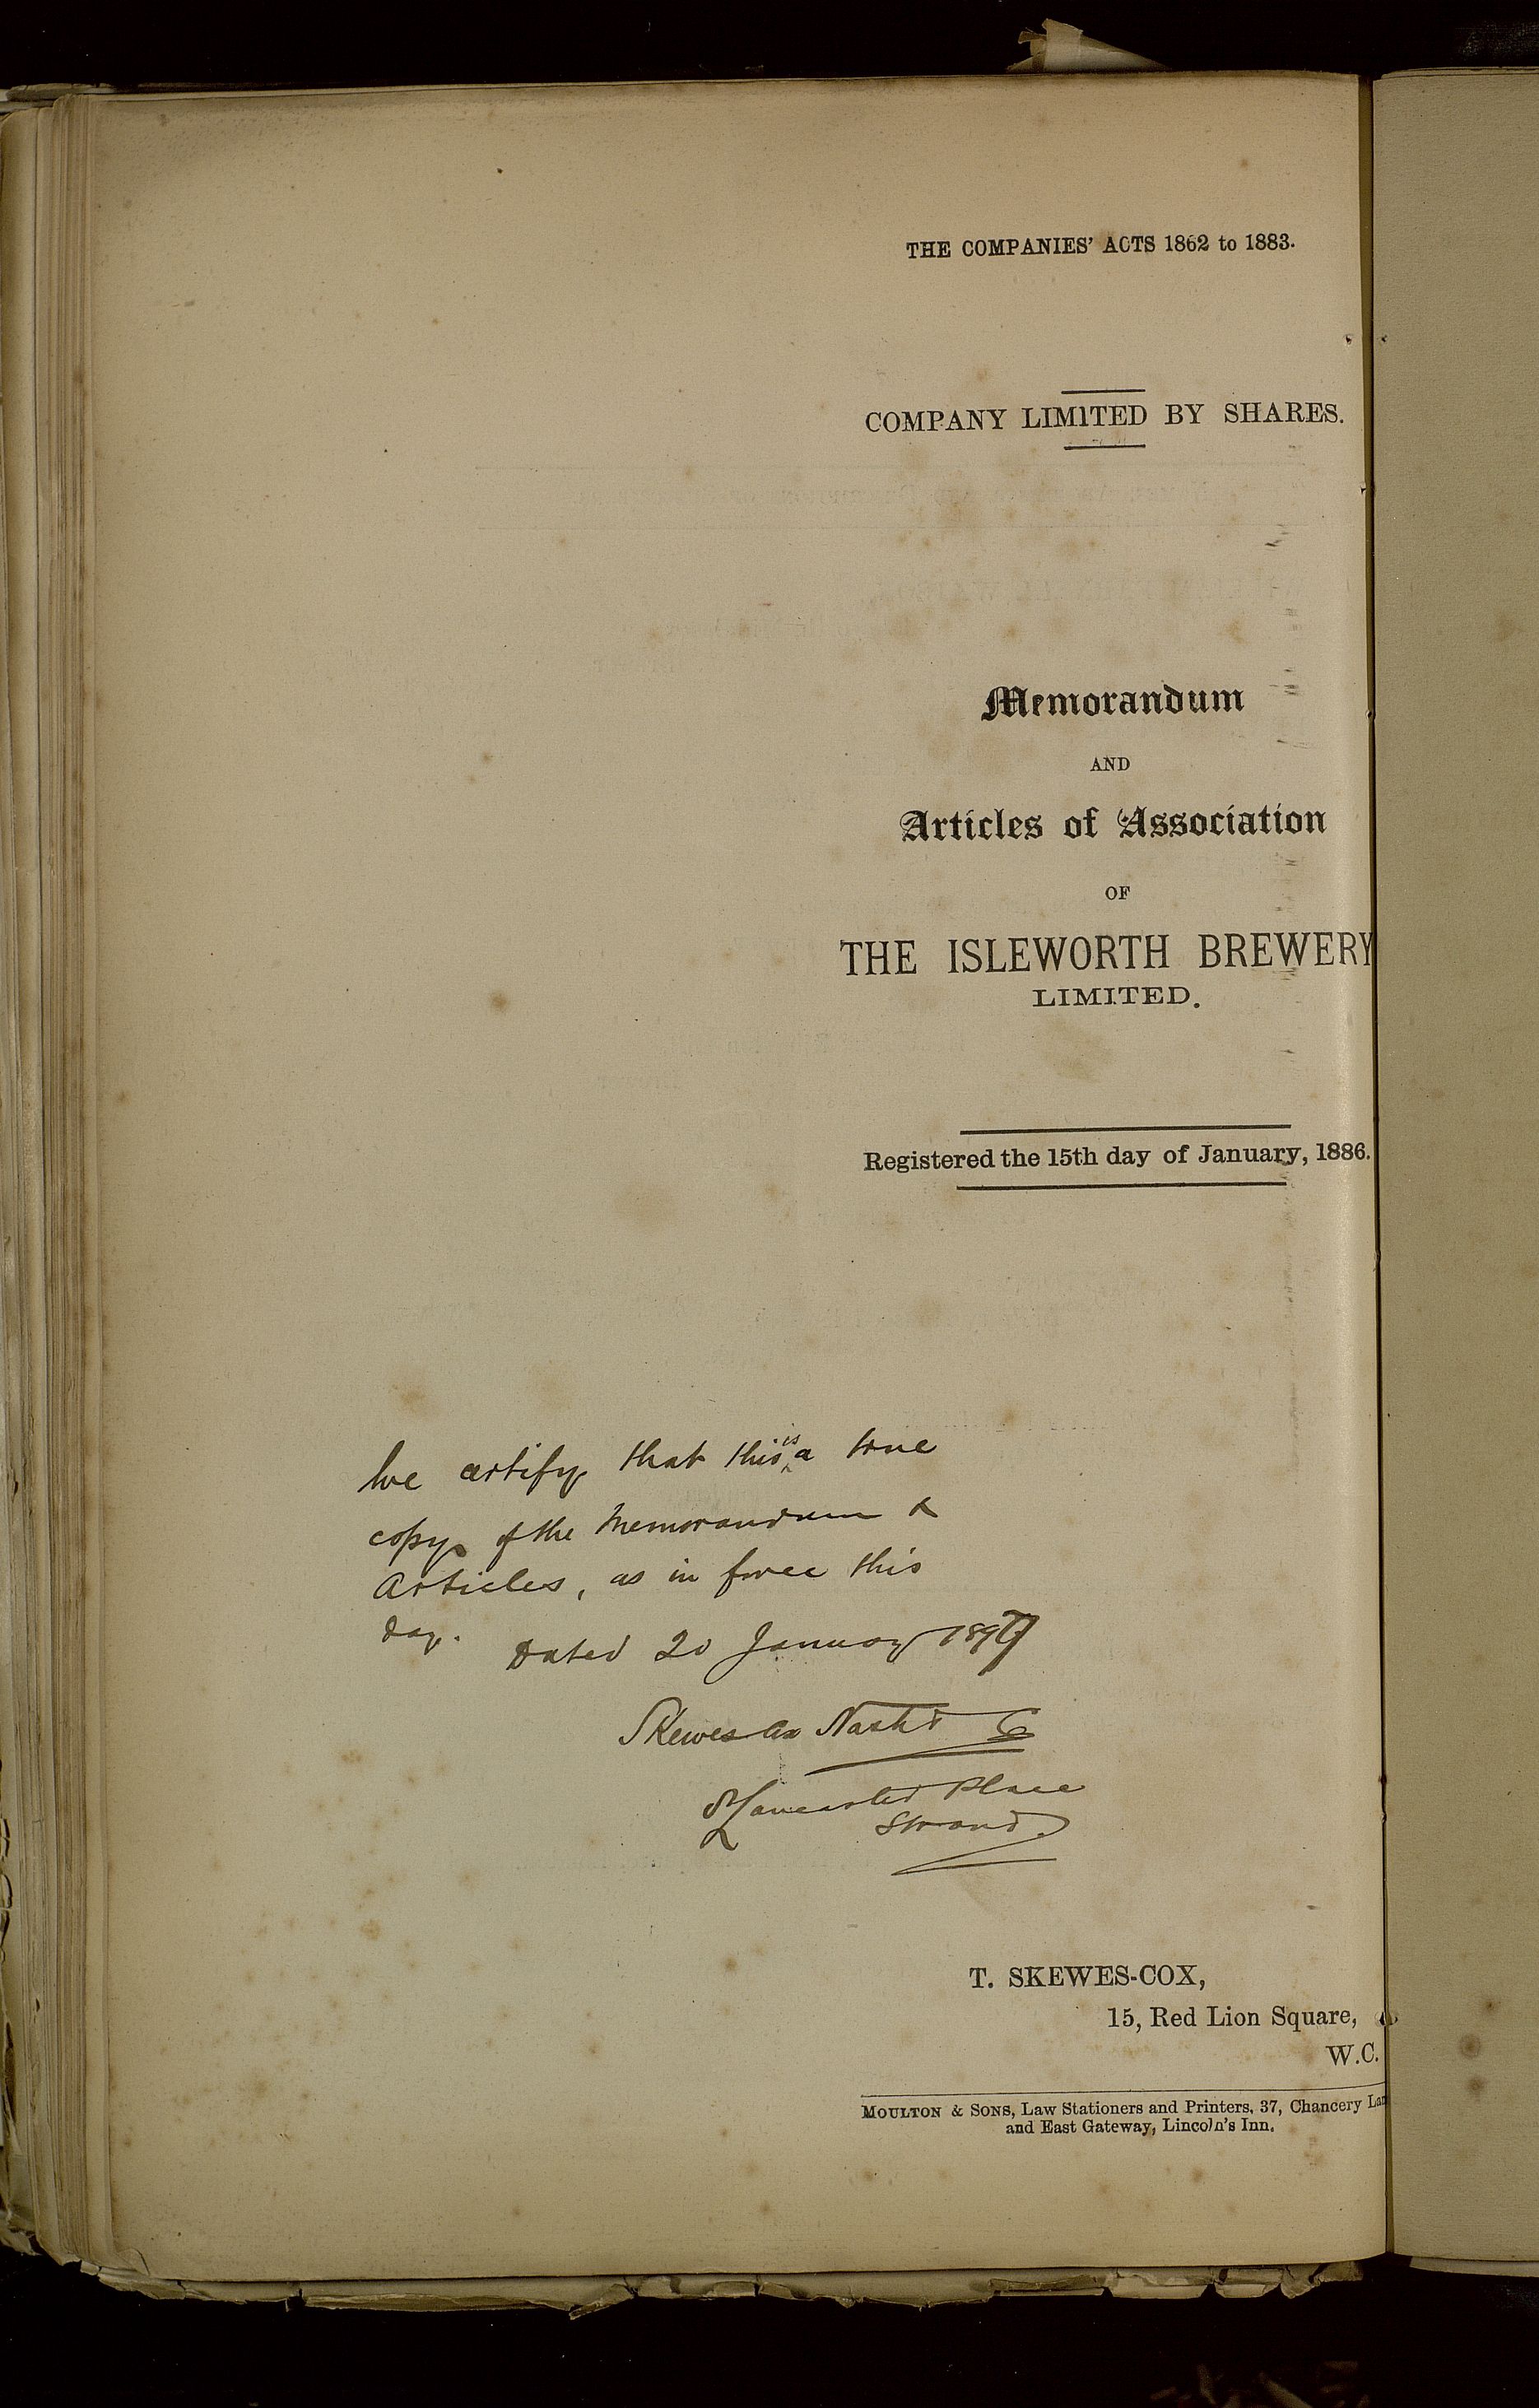 THE COMPANIES' ACTS 1862 to 1883.
COMPANY LIMITED BY SHARES.
Memorandum
AND
Articles of Association
OF
THE ISLEWORTH BREWERY
LIMITED.
Registered the 15th day of January, 1886.
We certify that this is a true
copy of the Memorandum &
Articles, as in force this
day. Dated 20 January 1897
Skewes Cox Nash & Co
8 Lancaster Place
Strand.
T. SKEWES-COX,
15, Red Lion Square,
W.C.
MOULTON & SONS, Law Stationers and Printers, 37, Chancery Lan
and East Gateway, Lincoln's Inn.